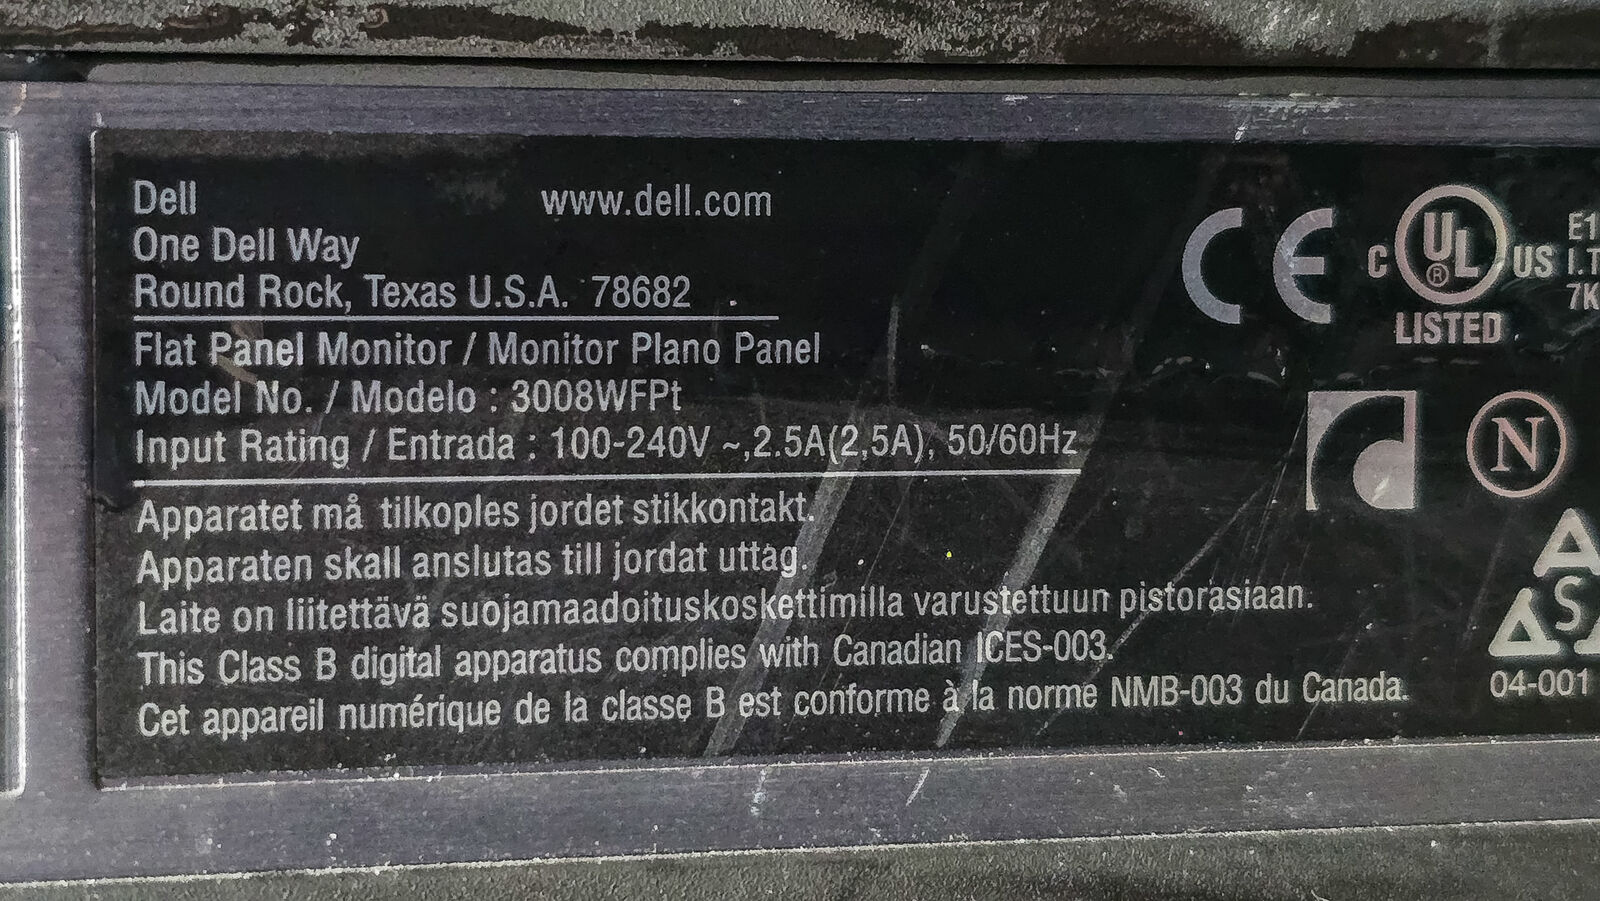 Dell www.dell.com
One Dell Way
Round Rock, Texas U.S.A. 78682
Flat Panel Monitor / Monitor Plano Panel
Model No. / Modelo : 3008WFPt
Input Rating / Entrada : 100-240V ~,2.5A(2,5A), 50/60Hz
Apparatet må tilkoples jordet stikkontakt.
Apparaten skall anslutas till jordat uttag.
Laite on liitettävä suojamaadoituskoskettimilla varustettuun pistorasiaan.
This Class B digital apparatus complies with Canadian ICES-003.
Cet appareil numérique de la classe B est conforme à la norme NMB-003 du Canada.
CE
C UL® US
LISTED
E1
I.T
7K
N
A
S
04-001